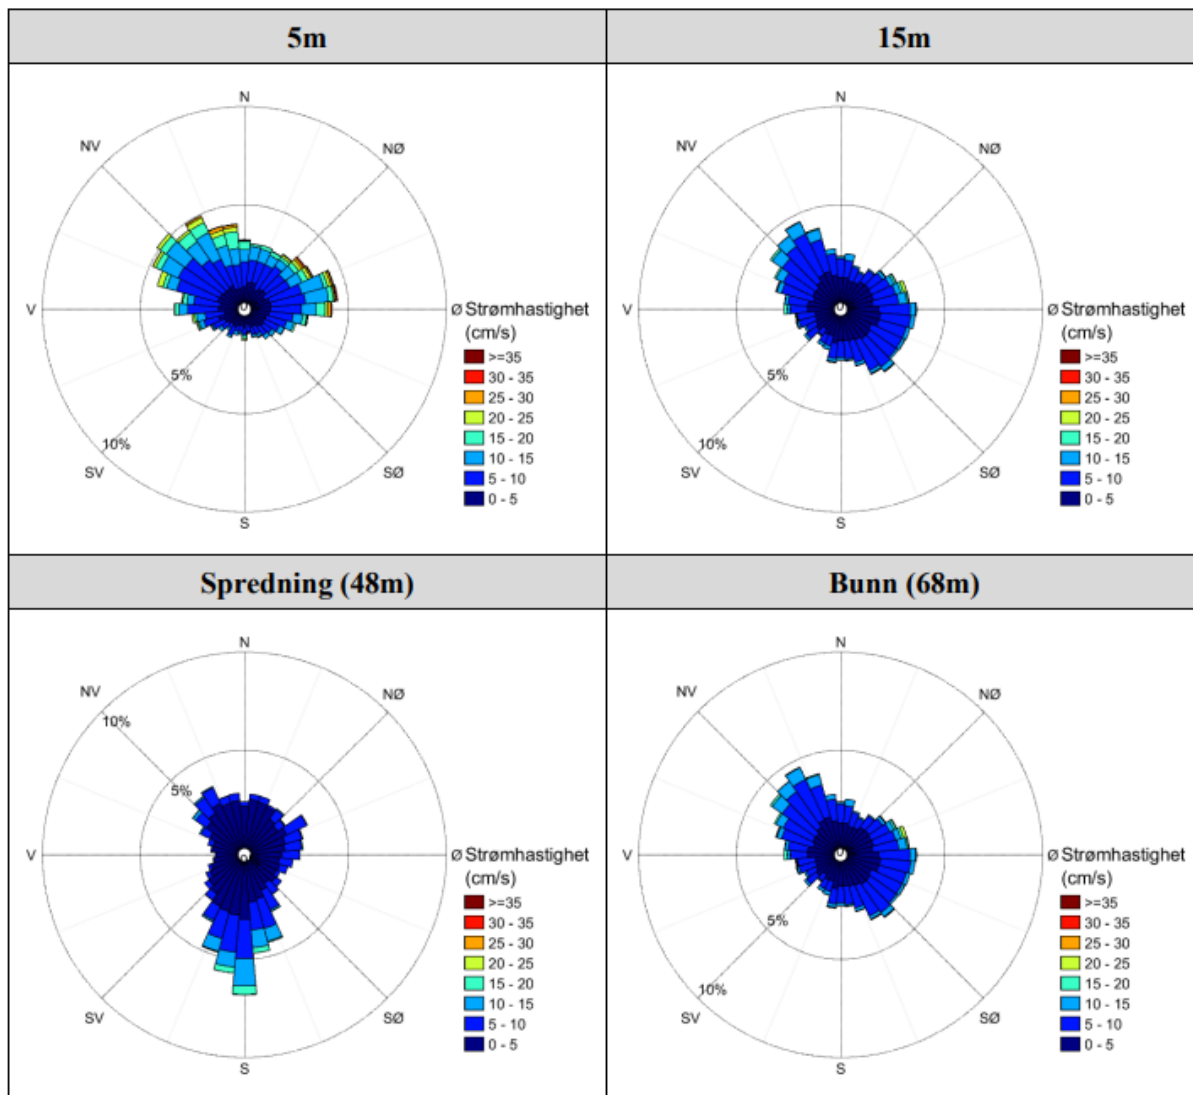 5m
15m
N
NØ
Ø
SØ
S
SV
V
NV
5%
10%
0
Strømhastighet
(cm/s)
>=35
30 - 35
25 - 30
20 - 25
15 - 20
10 - 15
5 - 10
0 - 5
N
NØ
Ø
SØ
S
SV
V
NV
5%
10%
0
Strømhastighet
(cm/s)
>=35
30 - 35
25 - 30
20 - 25
15 - 20
10 - 15
5 - 10
0 - 5
Spredning (48m)
Bunn (68m)
N
NØ
Ø
SØ
S
SV
V
NV
5%
10%
0
Strømhastighet
(cm/s)
>=35
30 - 35
25 - 30
20 - 25
15 - 20
10 - 15
5 - 10
0 - 5
N
NØ
Ø
SØ
S
SV
V
NV
5%
10%
0
Strømhastighet
(cm/s)
>=35
30 - 35
25 - 30
20 - 25
15 - 20
10 - 15
5 - 10
0 - 5